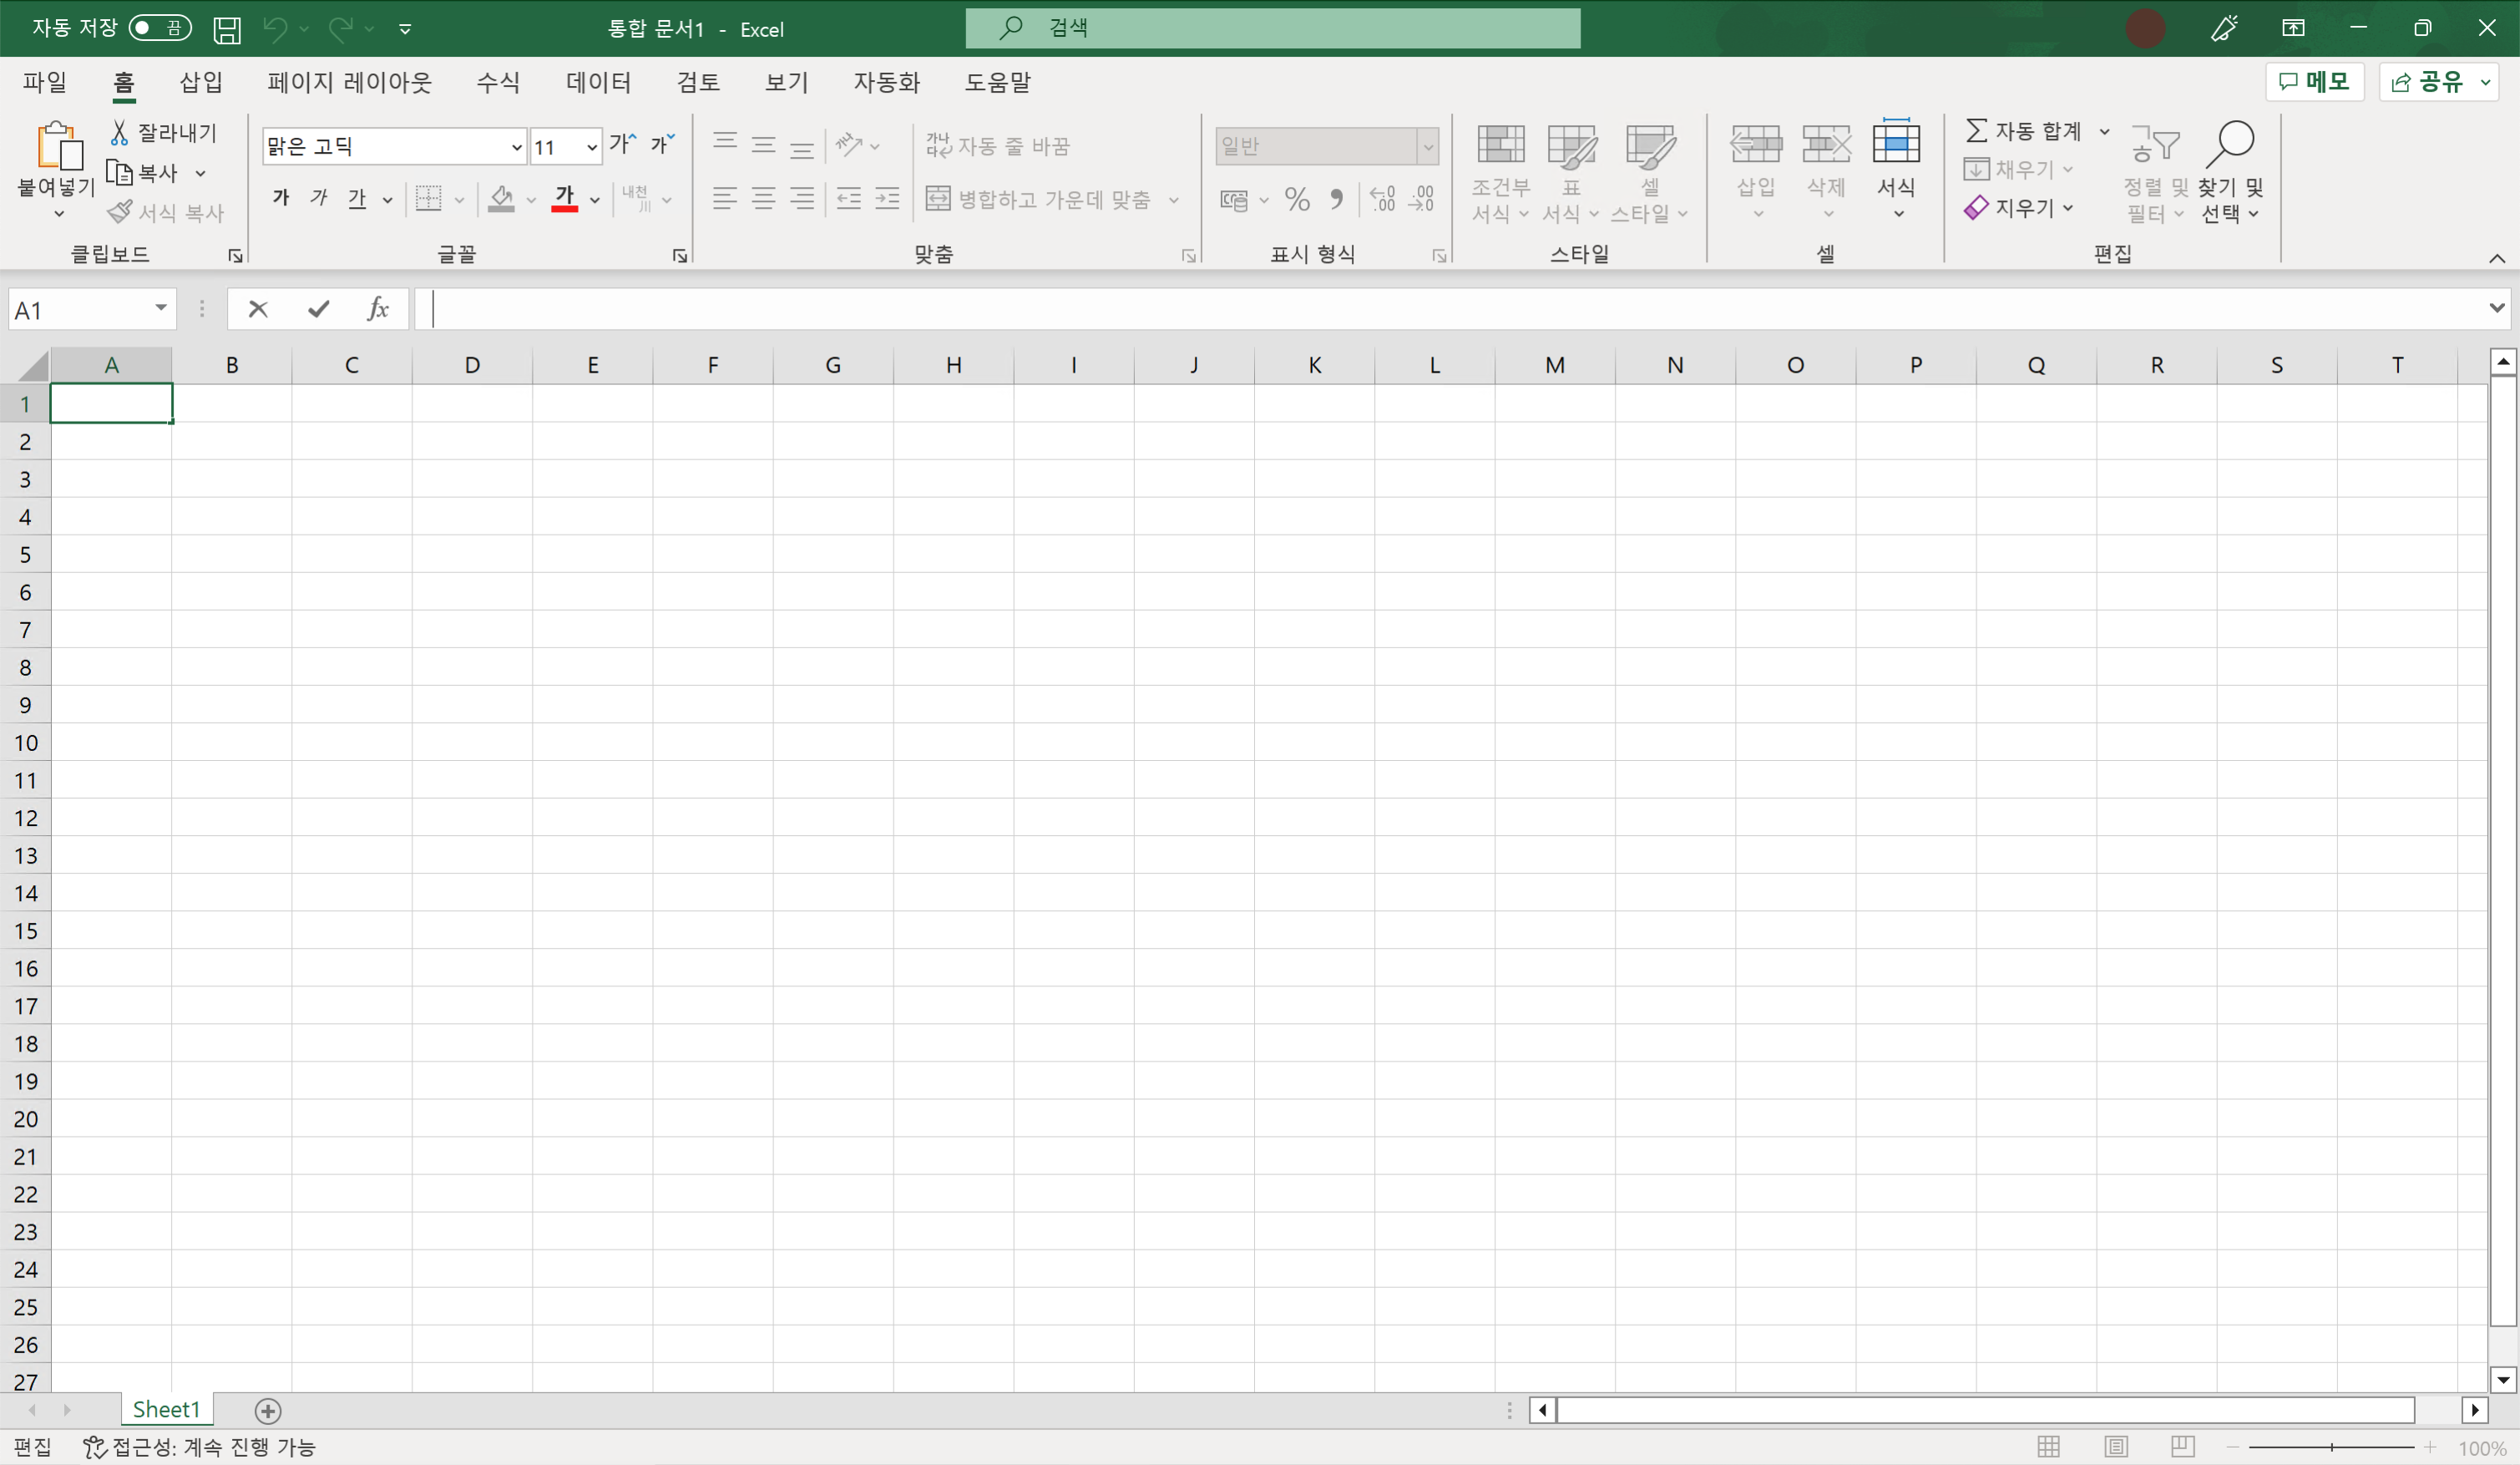 자동 저장 끔 통합 문서1 - Excel 검색
파일 홈 삽입 페이지 레이아웃 수식 데이터 검토 보기 자동화 도움말 메모 공유
붙여넣기 잘라내기 복사 서식 복사
클립보드
맑은 고딕 11 가 가
가 가 간 가 내천 川
글꼴
가나다 자동 줄 바꿈
병합하고 가운데 맞춤
맞춤
일반
% , .00 .00
표시 형식
조건부 서식 표 서식 셀 스타일
스타일
삽입 삭제 서식
셀
∑ 자동 합계
채우기
지우기
정렬 및 필터 찾기 및 선택
편집
A1 fx
A B C D E F G H I J K L M N O P Q R S T
1
2
3
4
5
6
7
8
9
10
11
12
13
14
15
16
17
18
19
20
21
22
23
24
25
26
27
Sheet1
편집 접근성: 계속 진행 가능 100%